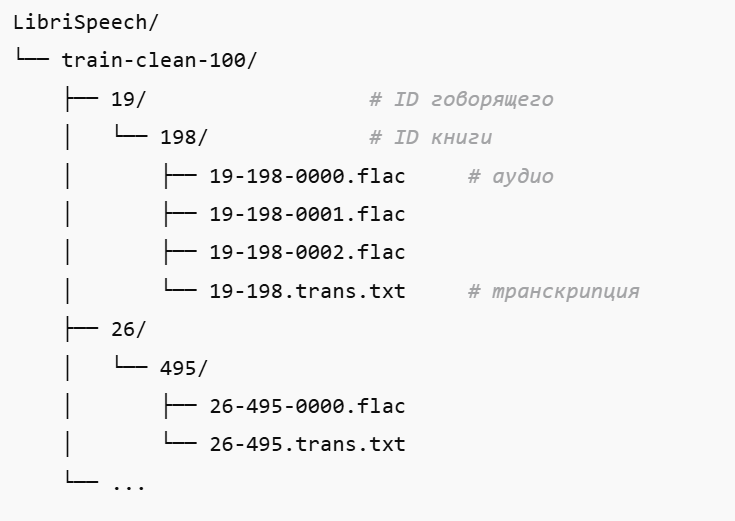 LibriSpeech/
└── train-clean-100/
    ├── 19/                  # ID говорящего
    │   └── 198/             # ID книги
    │       ├── 19-198-0000.flac     # аудио
    │       ├── 19-198-0001.flac
    │       ├── 19-198-0002.flac
    │       └── 19-198.trans.txt     # транскрипция
    ├── 26/
    │   └── 495/
    │       ├── 26-495-0000.flac
    │       └── 26-495.trans.txt
    └── ...